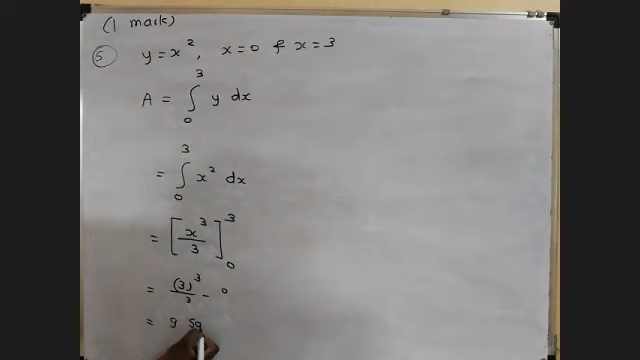 (1 mark)
⑤ y = x², x = 0 & x = 3
A = ∫₀³ y dx
= ∫₀³ x² dx
= [x³/3]₀³
= (3)³/3 - 0
= 9 sq